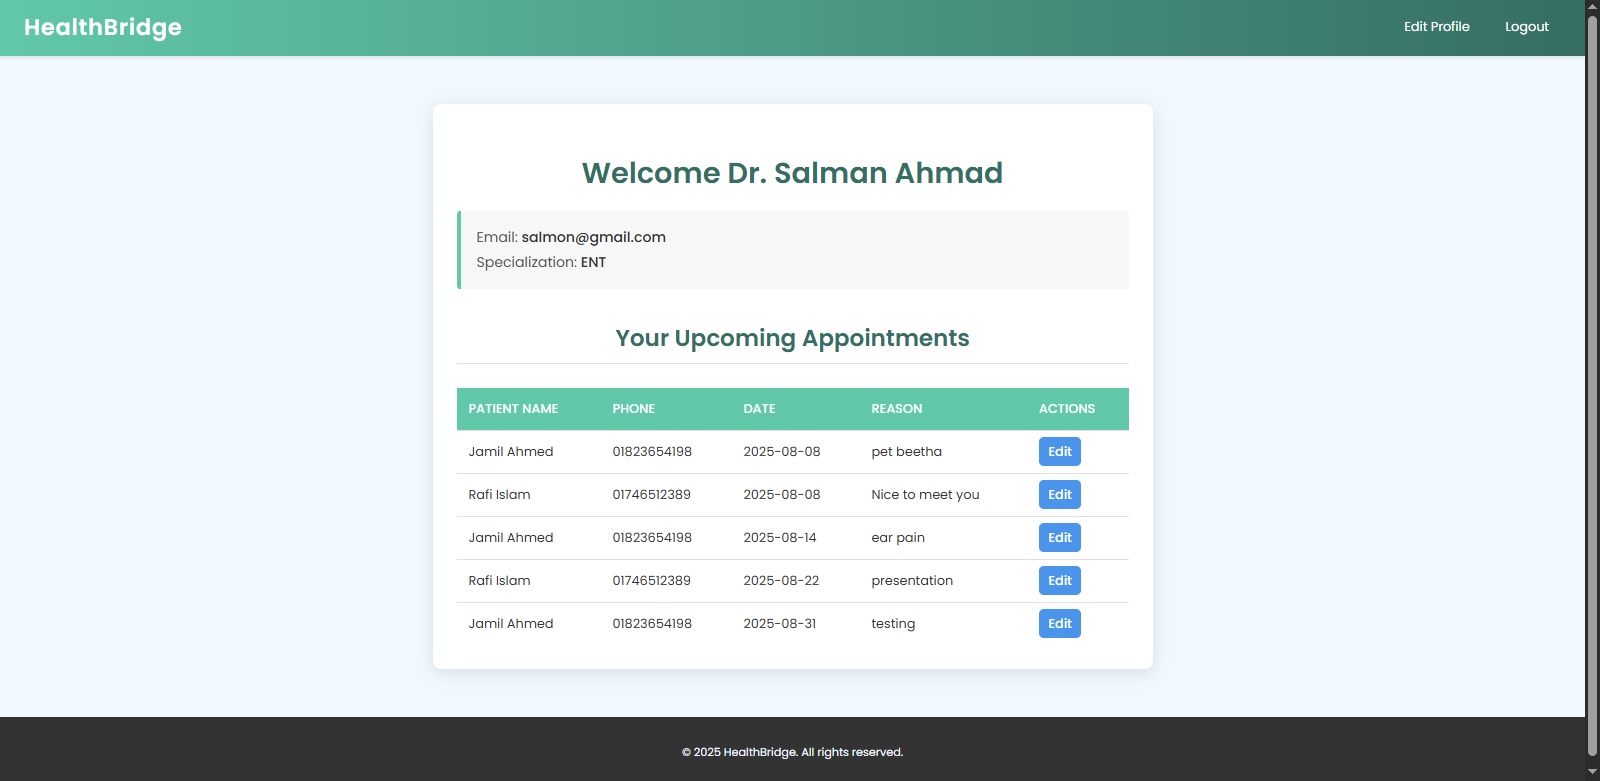 HealthBridge
Edit Profile Logout
Welcome Dr. Salman Ahmad
Email: salmon@gmail.com
Specialization: ENT
Your Upcoming Appointments
PATIENT NAME PHONE DATE REASON ACTIONS
Jamil Ahmed 01823654198 2025-08-08 pet beetha Edit
Rafi Islam 01746512389 2025-08-08 Nice to meet you Edit
Jamil Ahmed 01823654198 2025-08-14 ear pain Edit
Rafi Islam 01746512389 2025-08-22 presentation Edit
Jamil Ahmed 01823654198 2025-08-31 testing Edit
© 2025 HealthBridge. All rights reserved.